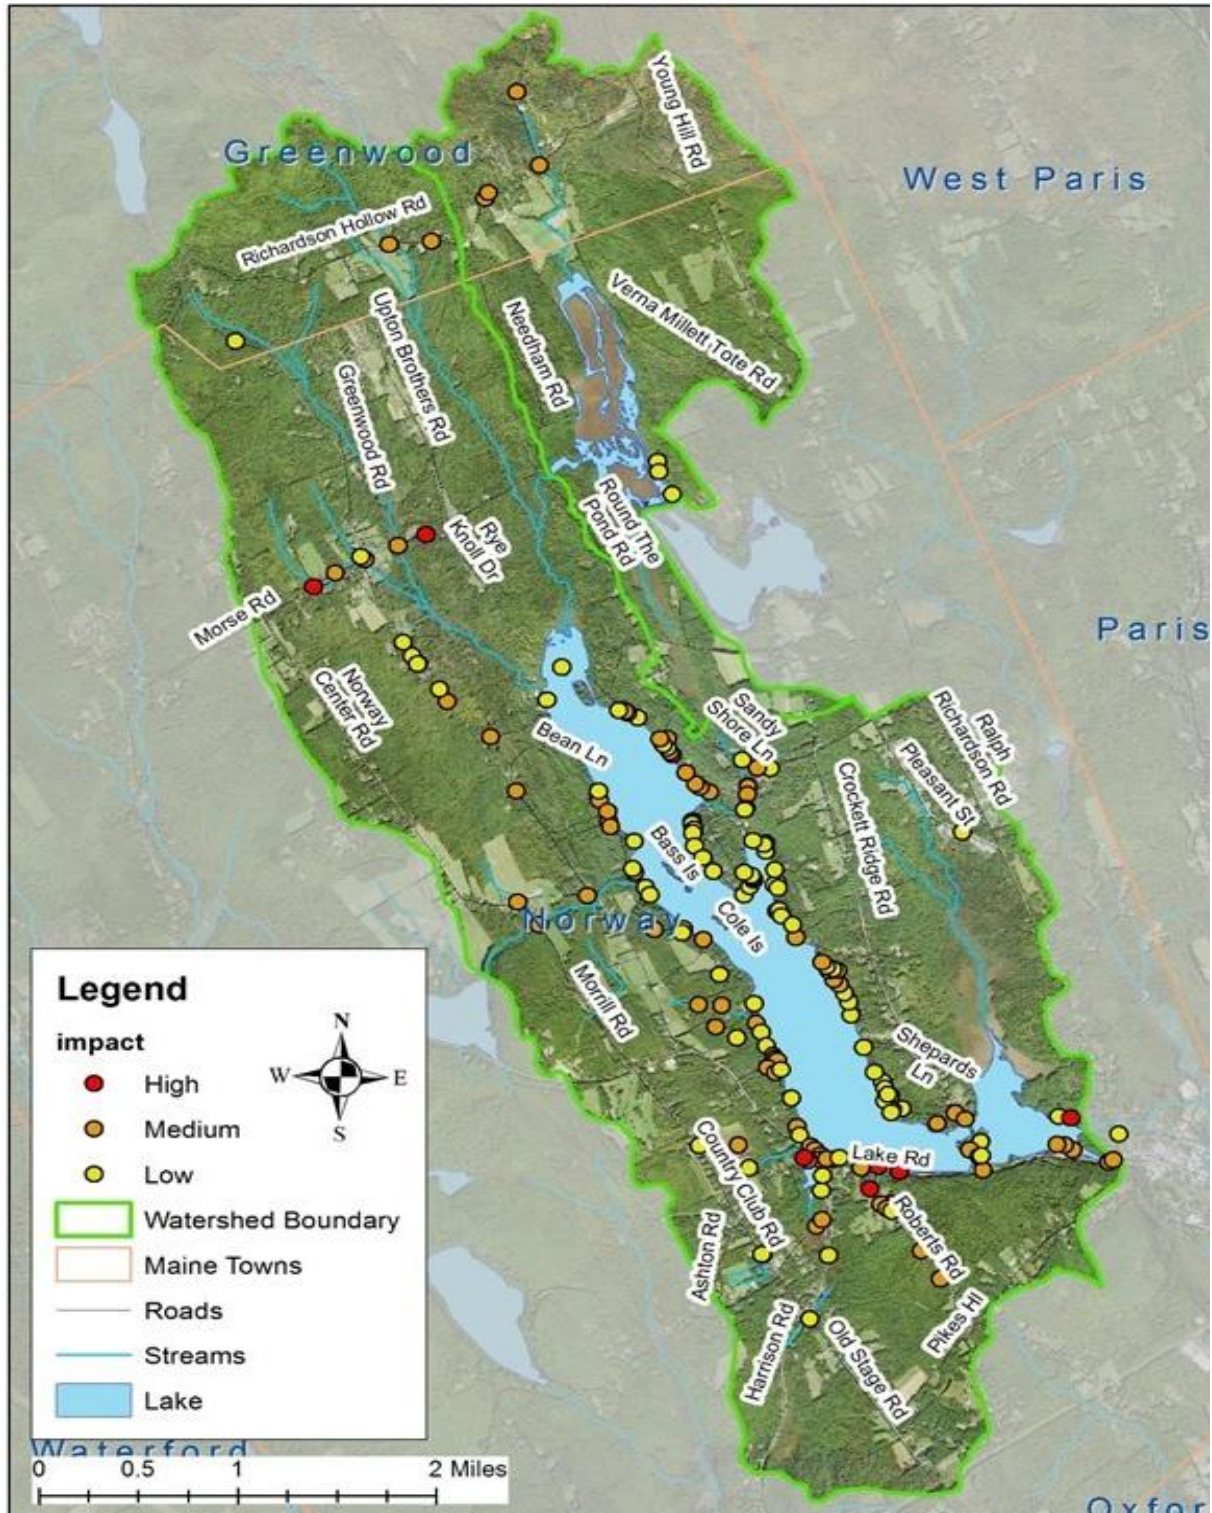 Greenwood
West Paris
Young Hill Rd
Richardson Hollow Rd
Upton Brothers Rd
Needham Rd
Verna Millett Tote Rd
Greenwood Rd
Rye
Knoll Dr
Round The
Pond Rd
Morse Rd
Paris
Norway
Center Rd
Bean Ln
Sandy
Shore Ln
Crockett Ridge Rd
Pleasant St
Ralph
Richardson Rd
Bass Is
Cole Is
Norway
Morrill Rd
Shepards
Ln
Lake Rd
Country Club Rd
Ashton Rd
Roberts Rd
Pikes Hl
Harrison Rd
Old Stage Rd
Legend
impact
High
Medium
Low
Watershed Boundary
Maine Towns
Roads
Streams
Lake
N
W E
S
Waterford
0 0.5 1 2 Miles
Oxfor